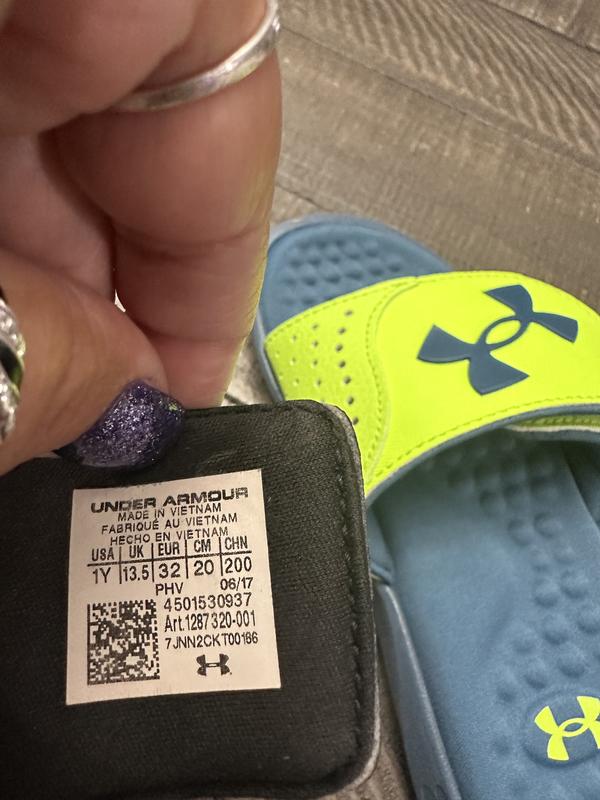 UNDER ARMOUR
MADE IN VIETNAM
FABRIQUÉ AU VIETNAM
HECHO EN VIETNAM
USA UK EUR CM CHN
1Y 13.5 32 20 200
PHV 06/17
4501530937
Art.1287320-001
7JNN2CKT00166